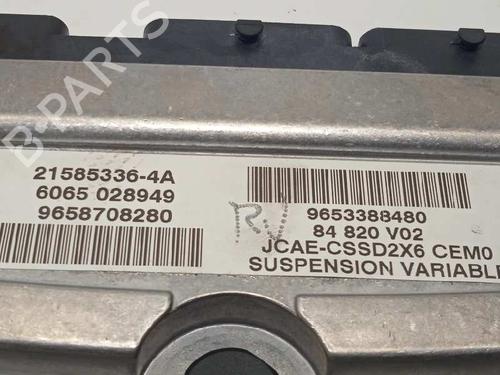 21585336-4A
6065 028949
9658708280
RV
9653388480
84 820 V02
JCAE-CSSD2X6 CEM0
SUSPENSION VARIABLE
B-PARTS